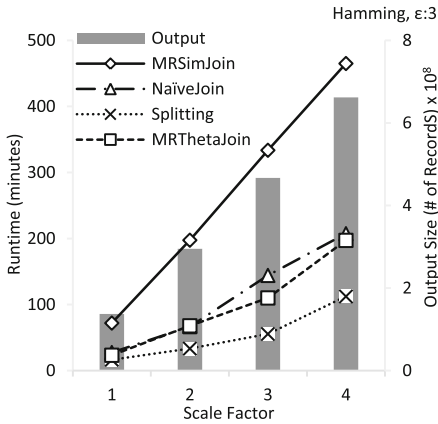 Hamming, ε:3
500
400
300
200
100
0
Runtime (minutes)
Output
MRSimJoin
NaïveJoin
Splitting
MRThetaJoin
8
6
4
2
0
Output Size (# of RecordS) x 10⁸
1 2 3 4
Scale Factor